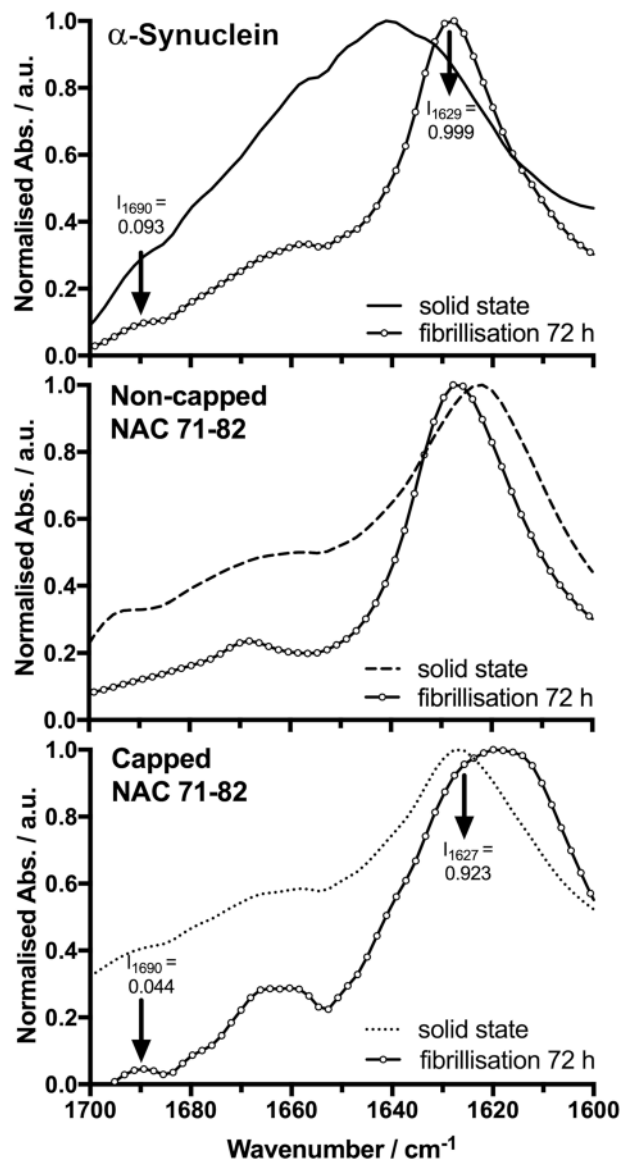 α-Synuclein
Normalised Abs. / a.u.
1.0
0.8
0.6
0.4
0.2
0.0
I1690 =
0.093
I1629 =
0.999
solid state
fibrillisation 72 h
Non-capped
NAC 71-82
Normalised Abs. / a.u.
1.0
0.8
0.6
0.4
0.2
0.0
solid state
fibrillisation 72 h
Capped
NAC 71-82
Normalised Abs. / a.u.
1.0
0.8
0.6
0.4
0.2
0.0
I1690 =
0.044
I1627 =
0.923
solid state
fibrillisation 72 h
1700 1680 1660 1640 1620 1600
Wavenumber / cm-1